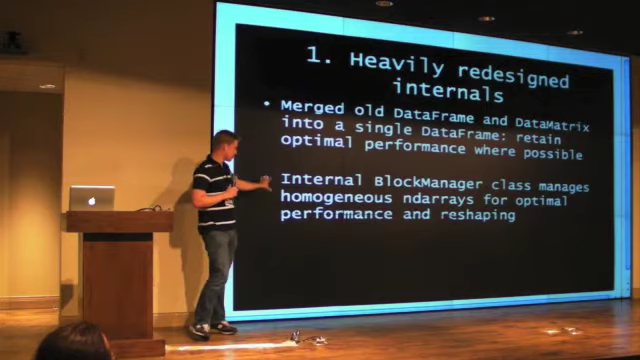 1. Heavily redesigned
internals
• Merged old DataFrame and DataMatrix
into a single DataFrame: retain
optimal performance where possible
Internal BlockManager class manages
homogeneous ndarrays for optimal
performance and reshaping